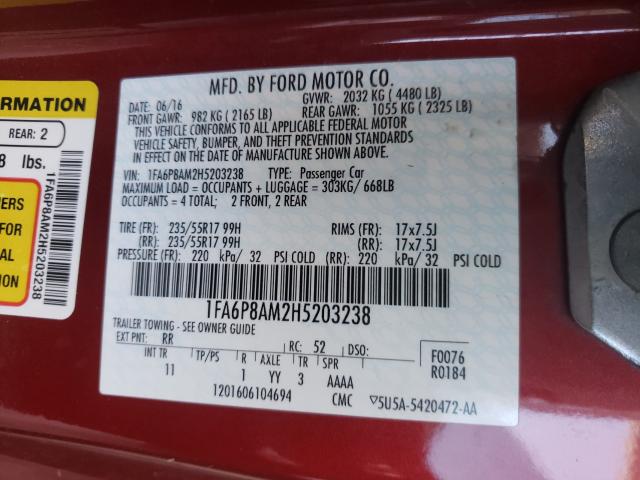 MFD. BY FORD MOTOR CO.
DATE: 06/16 GVWR: 2032 KG ( 4480 LB)
FRONT GAWR: 982 KG ( 2165 LB) REAR GAWR: 1055 KG ( 2325 LB)
THIS VEHICLE CONFORMS TO ALL APPLICABLE FEDERAL MOTOR
VEHICLE SAFETY, BUMPER, AND THEFT PREVENTION STANDARDS
IN EFFECT ON THE DATE OF MANUFACTURE SHOWN ABOVE.
VIN: 1FA6P8AM2H5203238 TYPE: Passenger Car
MAXIMUM LOAD = OCCUPANTS + LUGGAGE = 303KG/ 668LB
OCCUPANTS = 4 TOTAL; 2 FRONT, 2 REAR
TIRE (FR): 235/55R17 99H RIMS (FR): 17x7.5J
(RR): 235/55R17 99H (RR): 17x7.5J
PRESSURE (FR): 220 kPa/ 32 PSI COLD (RR): 220 kPa/ 32 PSI COLD
1FA6P8AM2H5203238
TRAILER TOWING - SEE OWNER GUIDE
EXT PNT: RR RC: 52 DSO:
INT TR TP/PS R AXLE TR SPR
11 1 YY 3 AAAA
F0076
R0184
1201606104694 CMC 5U5A-5420472-AA
REAR: 2
lbs.
FOR
1FA6P8AM2H5203238